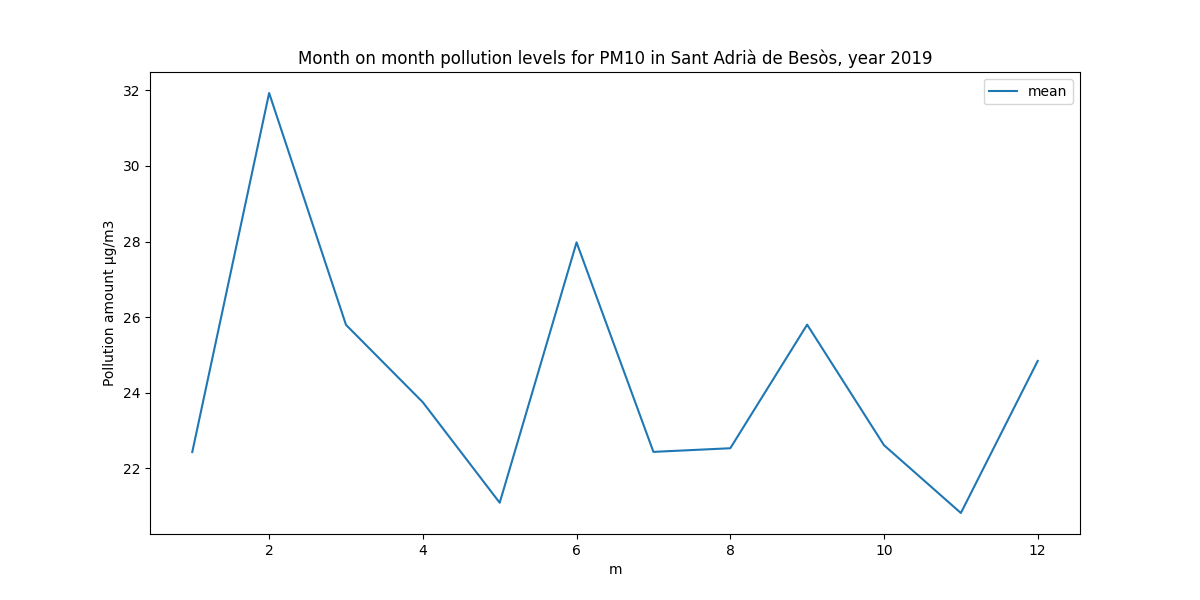 Month on month pollution levels for PM10 in Sant Adrià de Besòs, year 2019
mean
Pollution amount µg/m3
32
30
28
26
24
22
2 4 6 8 10 12
m